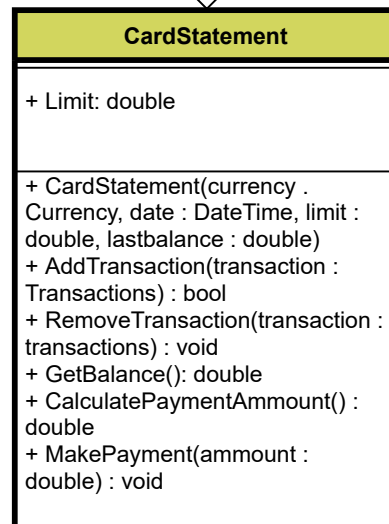 CardStatement
+ Limit: double
+ CardStatement(currency .
Currency, date : DateTime, limit :
double, lastbalance : double)
+ AddTransaction(transaction :
Transactions) : bool
+ RemoveTransaction(transaction :
transactions) : void
+ GetBalance(): double
+ CalculatePaymentAmmount() :
double
+ MakePayment(ammount :
double) : void